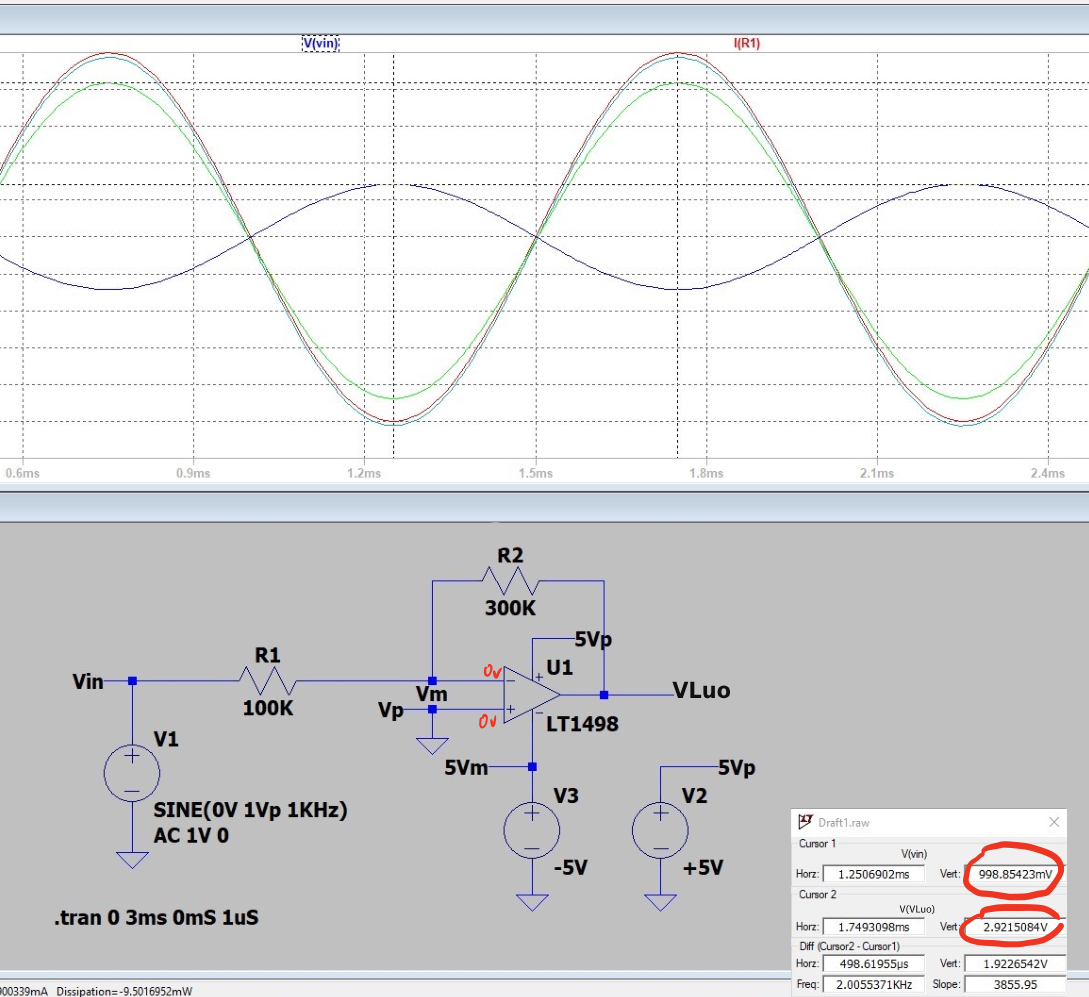 V(vin) I(R1)
0.6ms 0.9ms 1.2ms 1.5ms 1.8ms 2.1ms 2.4ms
R2
300K
5Vp
R1
0v
U1
Vin
Vm
VLuo
100K
Vp
0v
LT1498
V1
5Vm
5Vp
V3
V2
SINE(0V 1Vp 1KHz)
AC 1V 0
-5V
+5V
.tran 0 3ms 0mS 1uS
Draft1.raw
Cursor 1
V(vin)
Horz: 1.2506902ms Vert: 998.85423mV
Cursor 2
V(VLuo)
Horz: 1.7493098ms Vert: 2.9215084V
Diff (Cursor2 - Cursor1)
Horz: 498.61955µs Vert: 1.9226542V
Freq: 2.0055371KHz Slope: 3855.95
900339mA Dissipation=-9.5016952mW